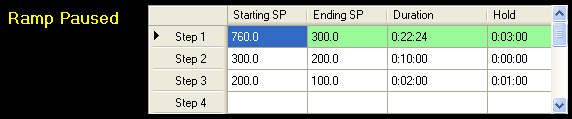 Ramp Paused
Starting SP Ending SP Duration Hold
Step 1 760.0 300.0 0:22:24 0:03:00
Step 2 300.0 200.0 0:10:00 0:00:00
Step 3 200.0 100.0 0:02:00 0:01:00
Step 4